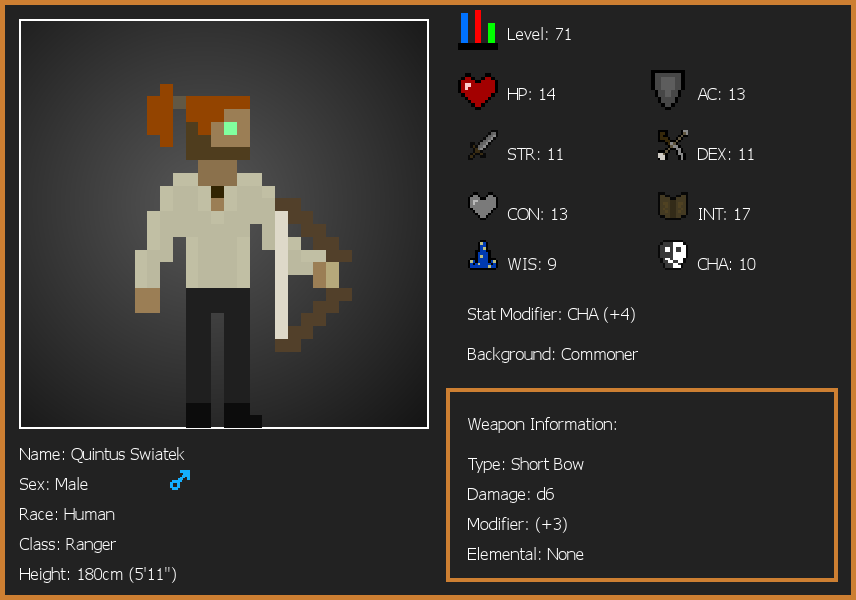 Level: 71
HP: 14
AC: 13
STR: 11
DEX: 11
CON: 13
INT: 17
WIS: 9
CHA: 10
Stat Modifier: CHA (+4)
Background: Commoner
Weapon Information:
Type: Short Bow
Damage: d6
Modifier: (+3)
Elemental: None
Name: Quintus Swiatek
Sex: Male
Race: Human
Class: Ranger
Height: 180cm (5'11")